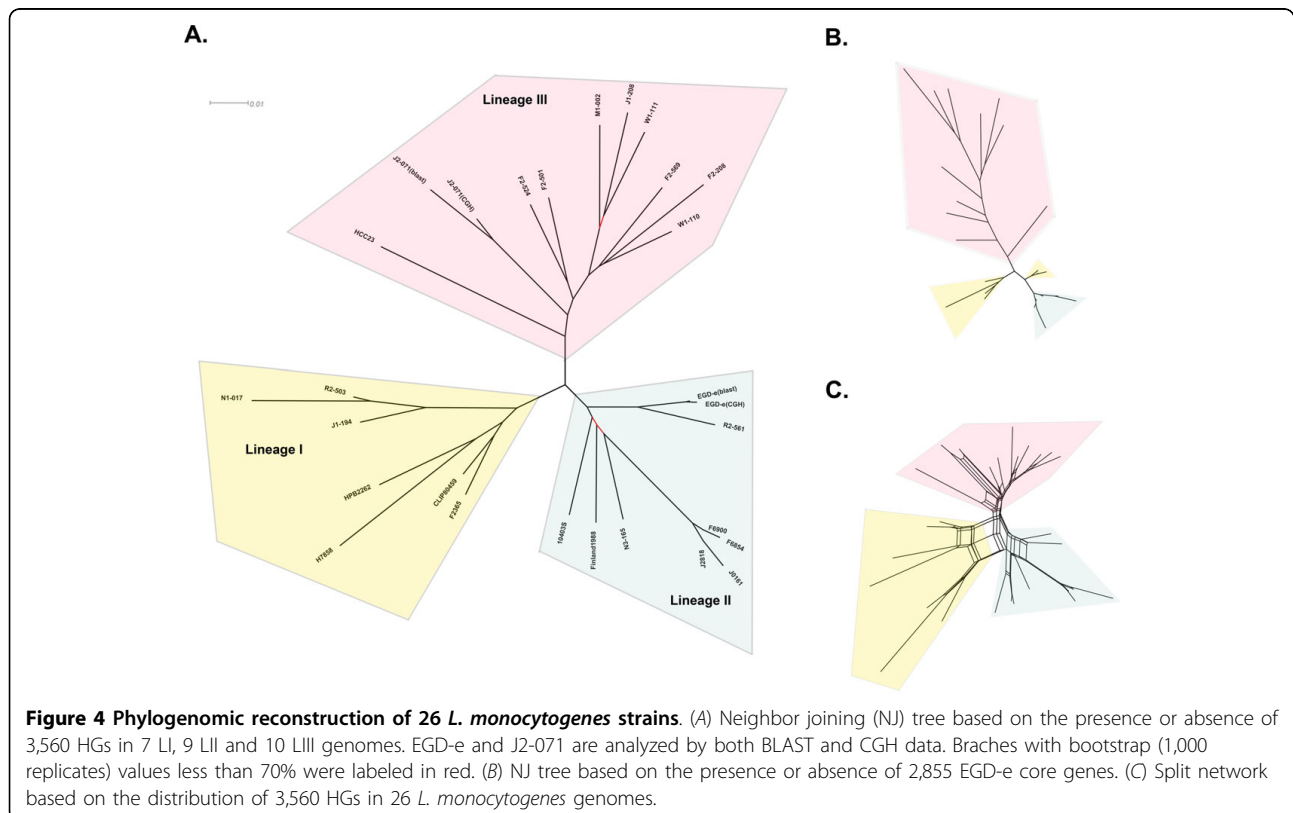 A.
B.
0.01
Lineage III
M1-002
J1-208
W1-111
J2-071(blast)
J2-071(CGH)
F2-524
F2-501
F2-569
F2-208
W1-110
HCC23
C.
N1-017
R2-503
J1-194
Lineage I
HPB2262
CLIP80459
F2365
H7858
EGD-e(blast)
EGD-e(CGH)
R2-561
10403S
Finland1988
N3-165
F6900
F6854
J2818
J0161
Lineage II
Figure 4 Phylogenomic reconstruction of 26 L. monocytogenes strains. (A) Neighbor joining (NJ) tree based on the presence or absence of
3,560 HGs in 7 LI, 9 LII and 10 LIII genomes. EGD-e and J2-071 are analyzed by both BLAST and CGH data. Braches with bootstrap (1,000
replicates) values less than 70% were labeled in red. (B) NJ tree based on the presence or absence of 2,855 EGD-e core genes. (C) Split network
based on the distribution of 3,560 HGs in 26 L. monocytogenes genomes.